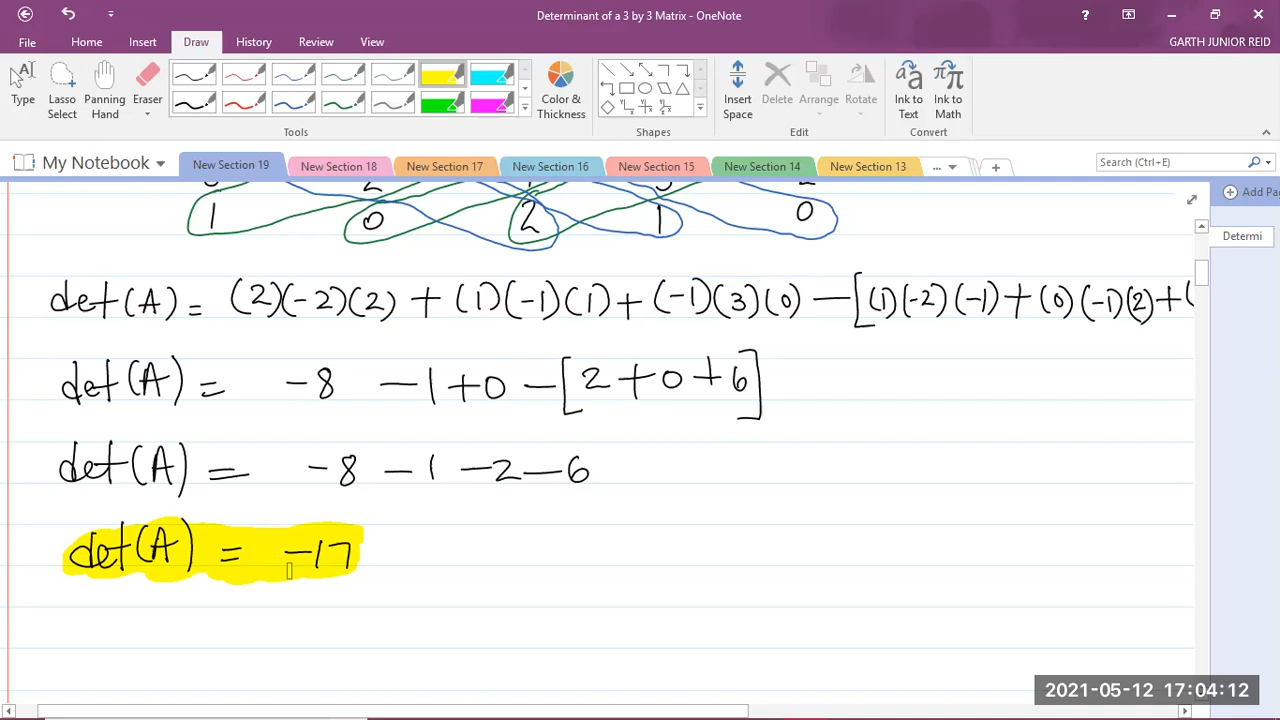 Determinant of a 3 by 3 Matrix - OneNote
File Home Insert Draw History Review View GARTH JUNIOR REID
Type Lasso Select Panning Hand Eraser Color & Thickness Insert Space Delete Arrange Rotate Ink to Text Ink to Math
Tools Shapes Edit Convert
My Notebook New Section 19 New Section 18 New Section 17 New Section 16 New Section 15 New Section 14 New Section 13 ... + Search (Ctrl+E)
Add Pa
Determi
1 0 2 1 0
det(A) = (2)(-2)(2) + (1)(-1)(1) + (-1)(3)(0) - [(1)(-2)(-1) + (0)(-1)(2) + (
det(A) = -8 -1 + 0 - [2 + 0 + 6]
det(A) = -8 - 1 - 2 - 6
det(A) = -17
2021-05-12 17:04:12